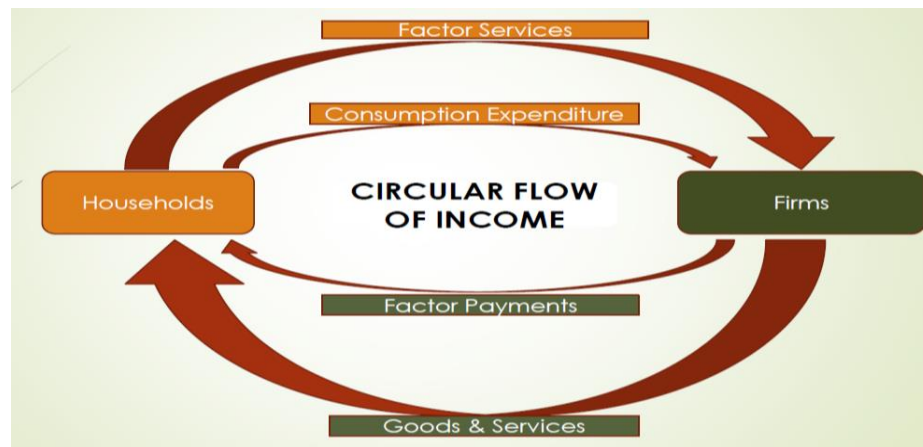 Factor Services
Consumption Expenditure
Households
CIRCULAR FLOW
OF INCOME
Firms
Factor Payments
Goods & Services